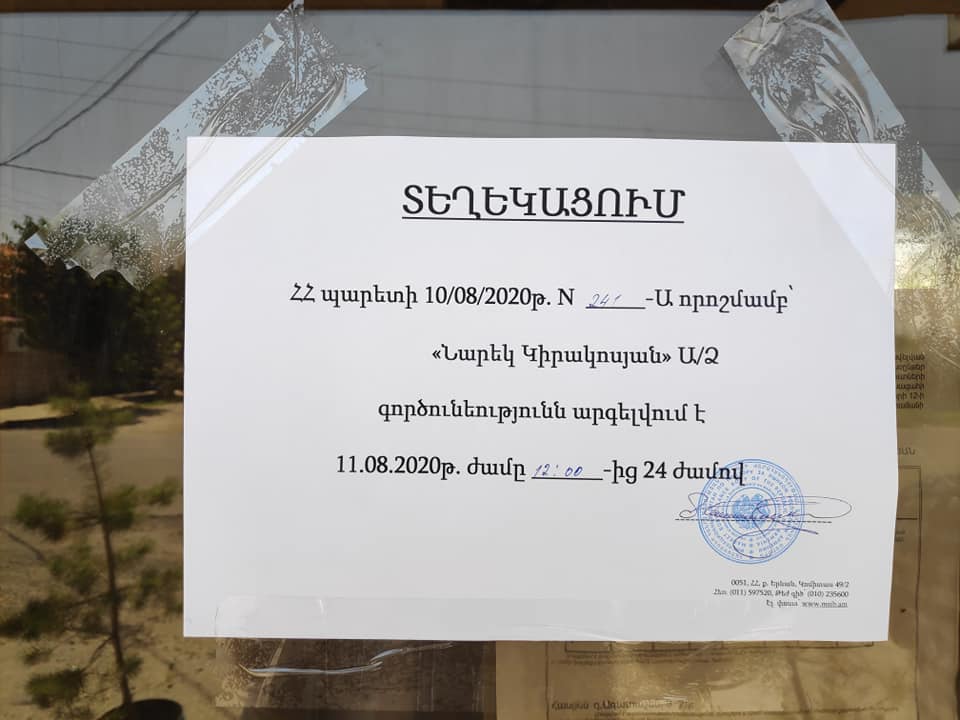 ՏԵՂԵԿԱՑՈՒՄ
ՀՀ պարետի 10/08/2020թ. N 241-Ա որոշմամբ՝
«Նարեկ Կիրակոսյան» Ա/Ձ
գործունեությունն արգելվում է
11.08.2020թ. ժամը 12:00-ից 24 ժամով
0051, ՀՀ, ք. Երևան, Կոմիտաս 49/2
Հեռ. (011) 597520, Թեժ գիծ (010) 235600
Էլ. փոստ՝ www.mnh.am